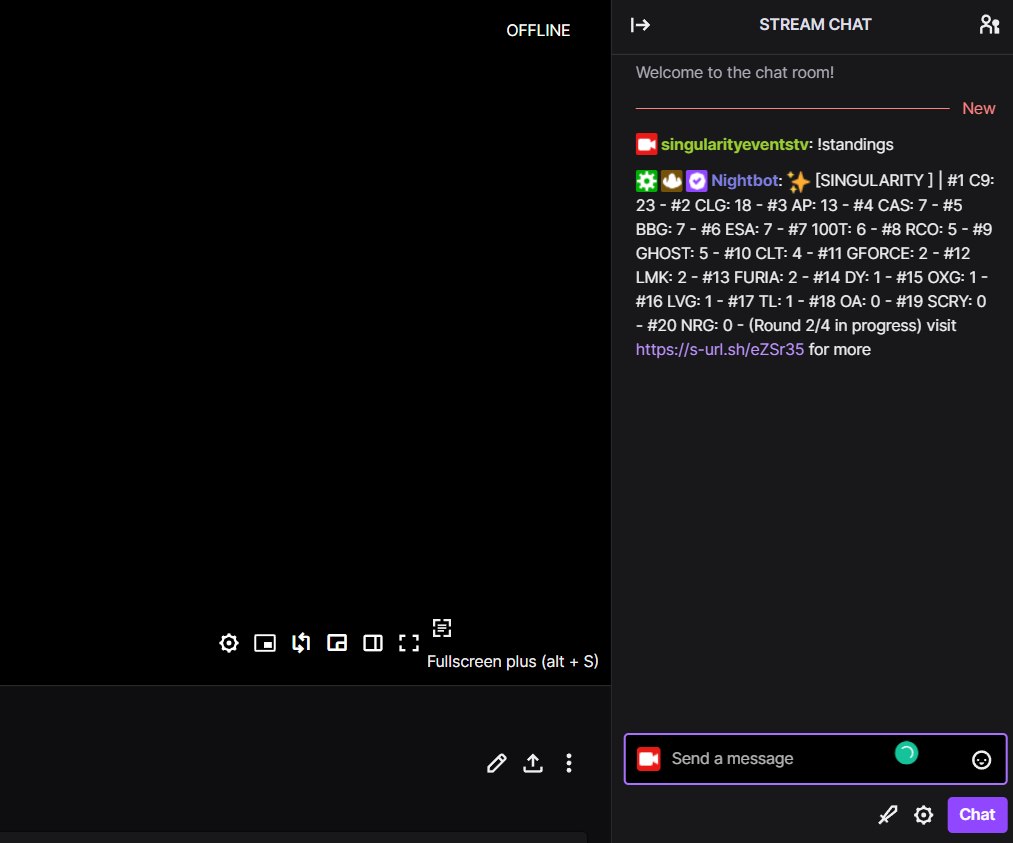 OFFLINE
STREAM CHAT
Welcome to the chat room!
New
singularityeventstv: !standings
Nightbot: ✨ [SINGULARITY ] | #1 C9:
23 - #2 CLG: 18 - #3 AP: 13 - #4 CAS: 7 - #5
BBG: 7 - #6 ESA: 7 - #7 100T: 6 - #8 RCO: 5 - #9
GHOST: 5 - #10 CLT: 4 - #11 GFORCE: 2 - #12
LMK: 2 - #13 FURIA: 2 - #14 DY: 1 - #15 OXG: 1 -
#16 LVG: 1 - #17 TL: 1 - #18 OA: 0 - #19 SCRY: 0
- #20 NRG: 0 - (Round 2/4 in progress) visit
https://s-url.sh/eZSr35 for more
Fullscreen plus (alt + S)
Send a message
Chat